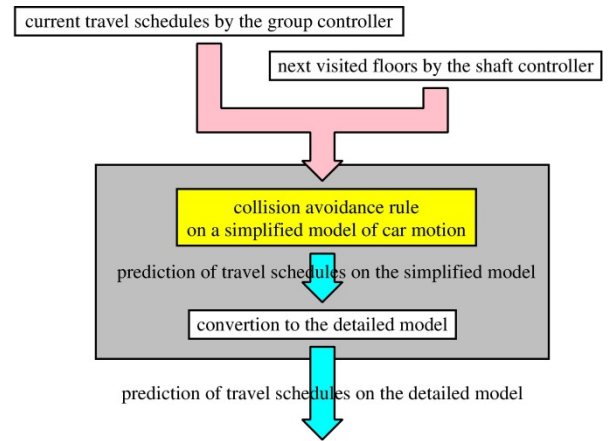 current travel schedules by the group controller
next visited floors by the shaft controller
collision avoidance rule
on a simplified model of car motion
prediction of travel schedules on the simplified model
convertion to the detailed model
prediction of travel schedules on the detailed model